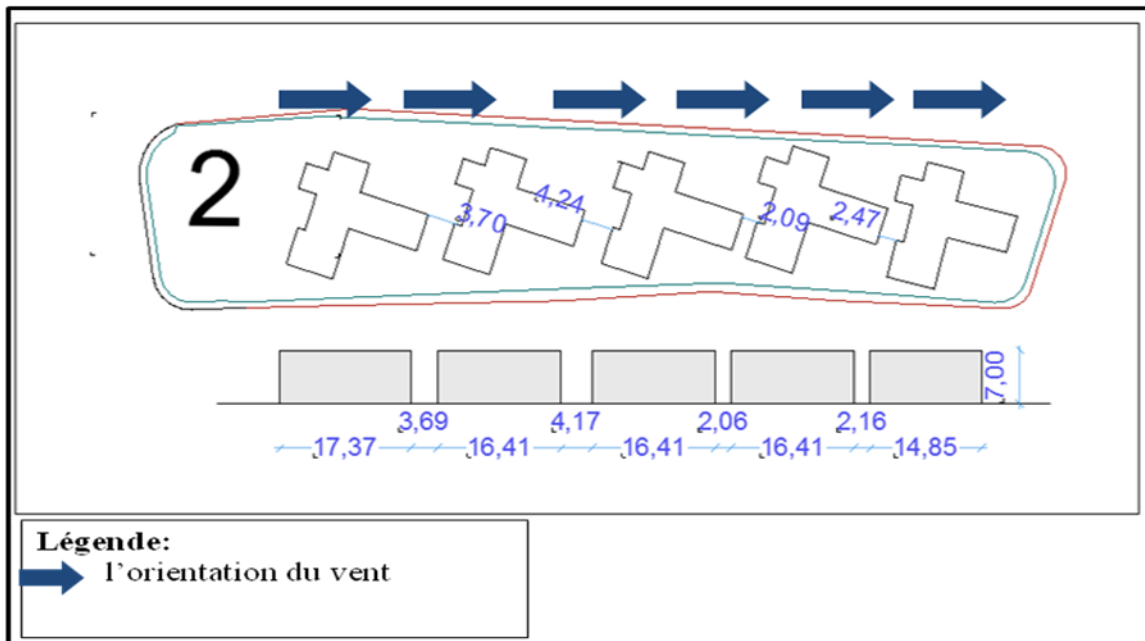 2
3,70
4,24
2,09
2,47
7,00
3,69 4,17 2,06 2,16
17,37 16,41 16,41 16,41 14,85
Légende:
l'orientation du vent